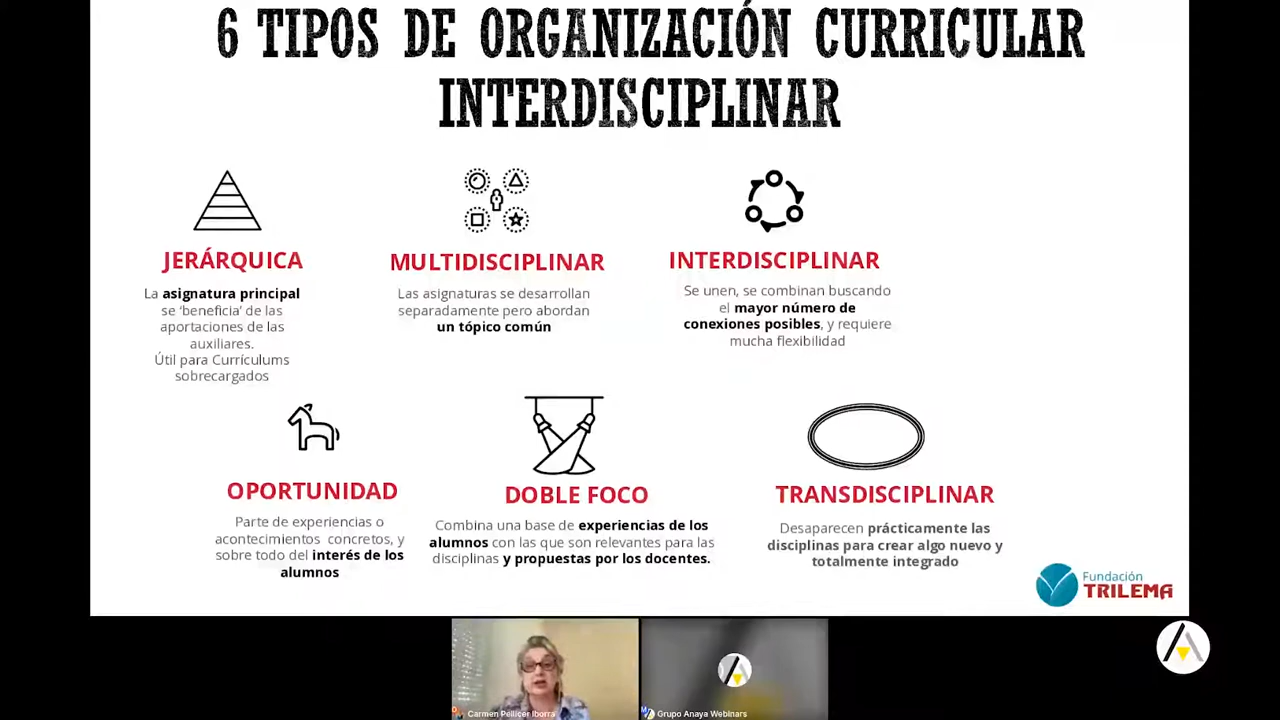 6 TIPOS DE ORGANIZACIÓN CURRICULAR
INTERDISCIPLINAR
JERÁRQUICA
La asignatura principal
se ‘beneficia’ de las
aportaciones de las
auxiliares.
Útil para Currículums
sobrecargados
MULTIDISCIPLINAR
Las asignaturas se desarrollan
separadamente pero abordan
un tópico común
INTERDISCIPLINAR
Se unen, se combinan buscando
el mayor número de
conexiones posibles, y requiere
mucha flexibilidad
OPORTUNIDAD
Parte de experiencias o
acontecimientos concretos, y
sobre todo del interés de los
alumnos
DOBLE FOCO
Combina una base de experiencias de los
alumnos con las que son relevantes para las
disciplinas y propuestas por los docentes.
TRANSDISCIPLINAR
Desaparecen prácticamente las
disciplinas para crear algo nuevo y
totalmente integrado
Fundación
TRILEMA
Carmen Pellicer Iborra
Grupo Anaya Webinars